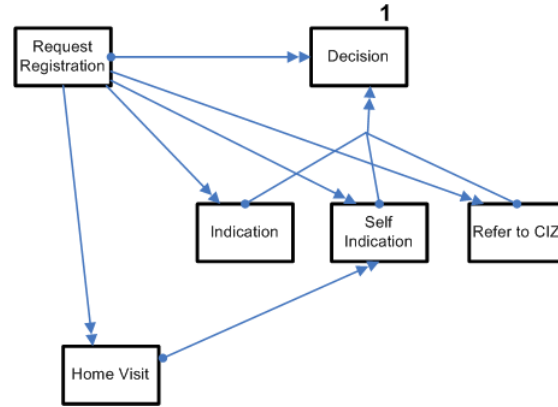 1
Request
Registration
Decision
Indication
Self
Indication
Refer to CIZ
Home Visit